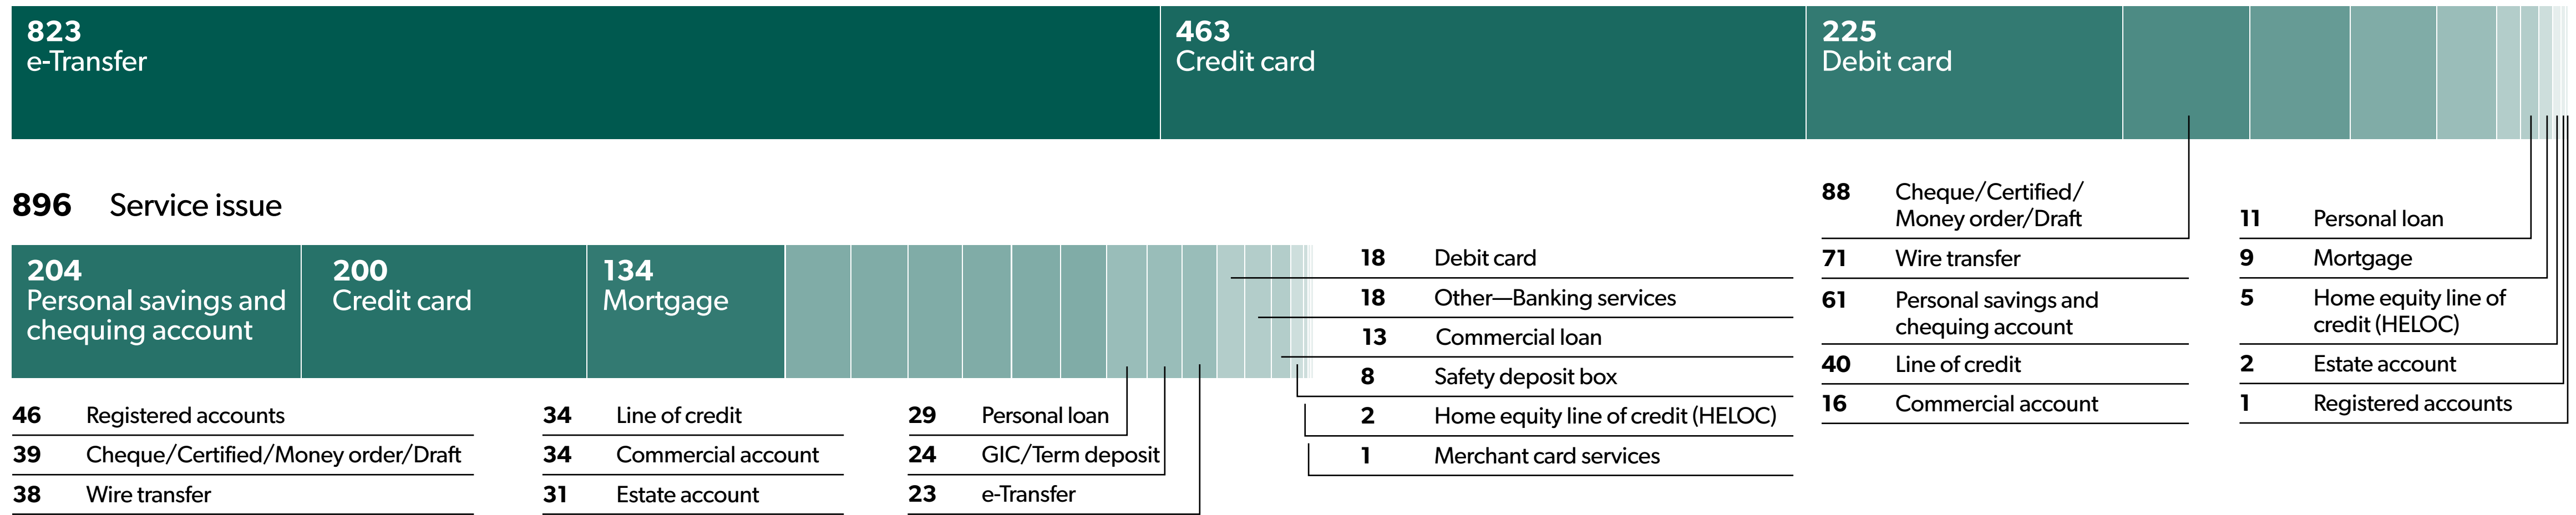 823
e-Transfer
463
Credit card
225
Debit card
88 Cheque/Certified/
Money order/Draft
71 Wire transfer
61 Personal savings and
chequing account
40 Line of credit
16 Commercial account
11 Personal loan
9 Mortgage
5 Home equity line of
credit (HELOC)
2 Estate account
1 Registered accounts
896 Service issue
204
Personal savings and
chequing account
200
Credit card
134
Mortgage
46 Registered accounts
39 Cheque/Certified/Money order/Draft
38 Wire transfer
34 Line of credit
34 Commercial account
31 Estate account
29 Personal loan
24 GIC/Term deposit
23 e-Transfer
18 Debit card
18 Other—Banking services
13 Commercial loan
8 Safety deposit box
2 Home equity line of credit (HELOC)
1 Merchant card services